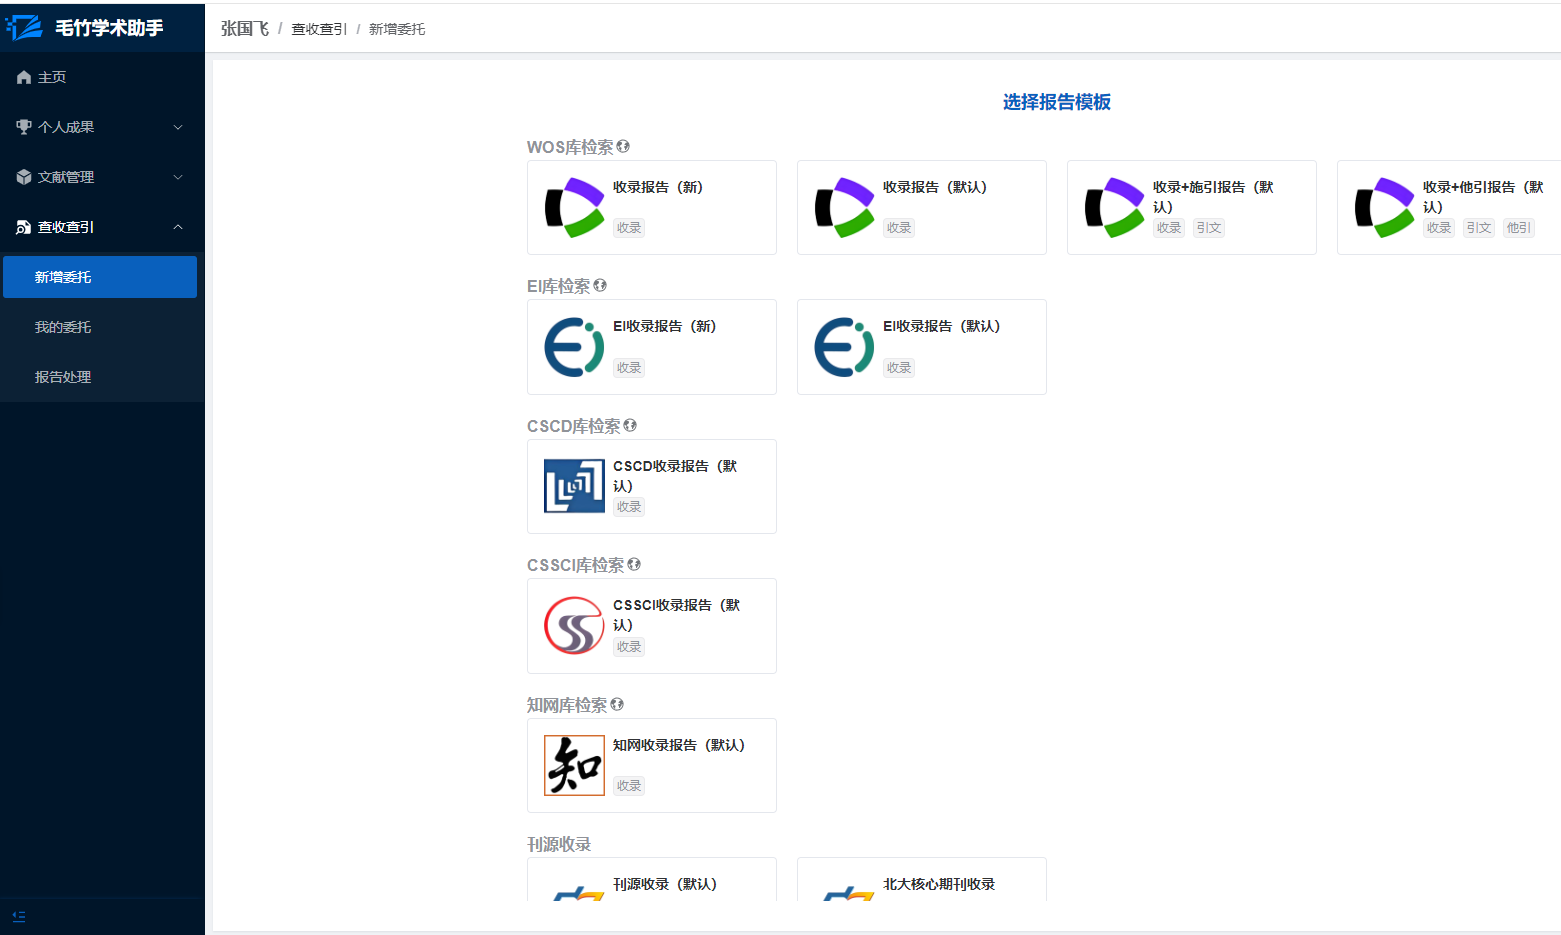 毛竹学术助手
张国飞 / 查收查引 / 新增委托
主页
个人成果
文献管理
查收查引
新增委托
我的委托
报告处理
选择报告模板
WOS库检索
收录报告（新）
收录
收录报告（默认）
收录
收录+施引报告（默
认）
收录 引文
收录+他引报告（默
认）
收录 引文 他引
EI库检索
EI收录报告（新）
收录
EI收录报告（默认）
收录
CSCD库检索
CSCD收录报告（默
认）
收录
CSSCI库检索
CSSCI收录报告（默
认）
收录
知网库检索
知
知网收录报告（默认）
收录
刊源收录
刊源收录（默认）
北大核心期刊收录